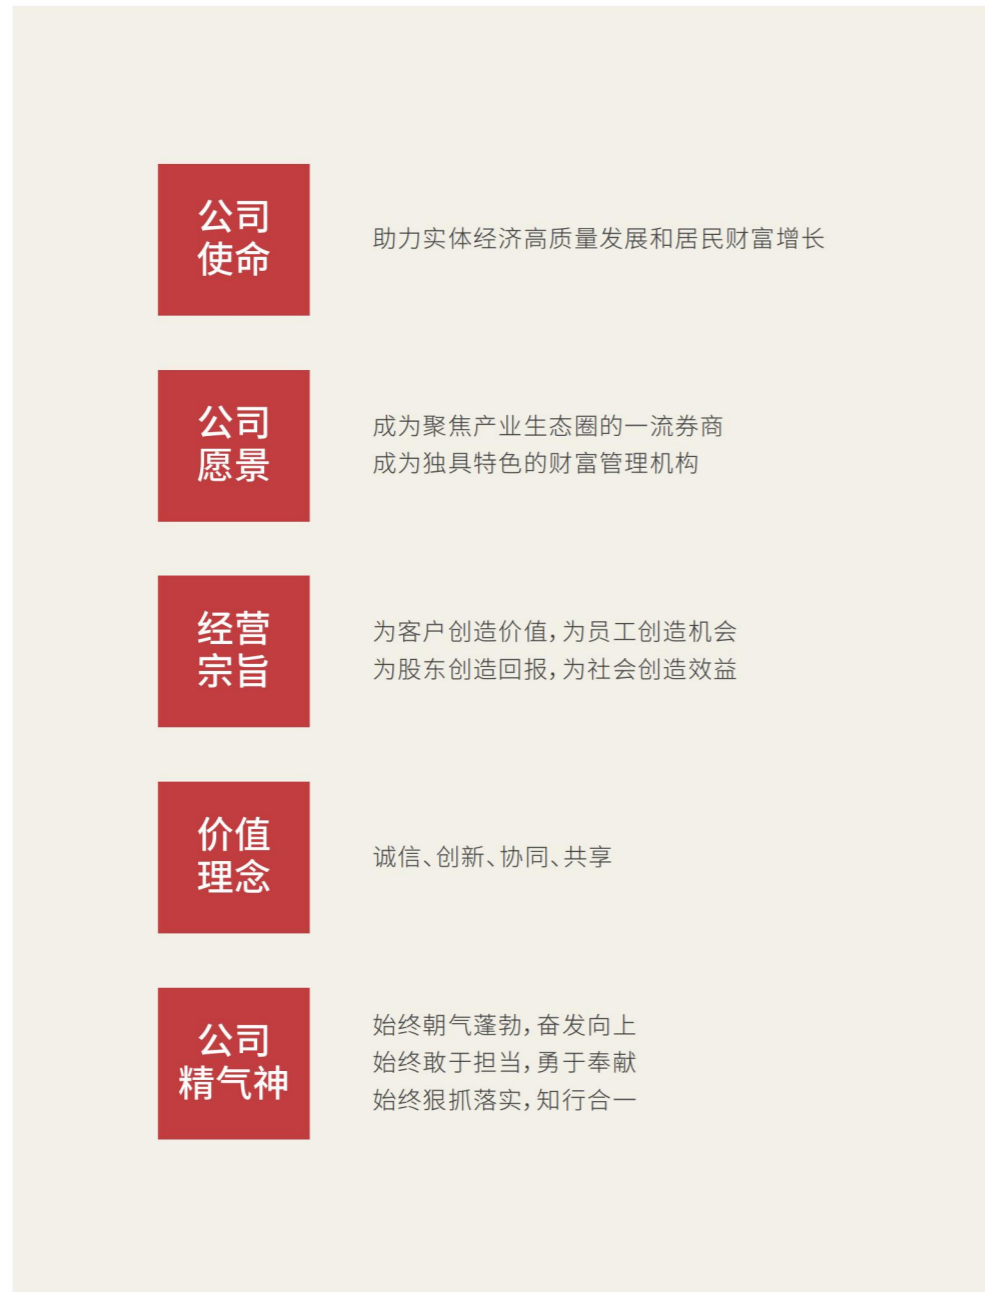 公司
使命
助力实体经济高质量发展和居民财富增长
公司
愿景
成为聚焦产业生态圈的一流券商
成为独具特色的财富管理机构
经营
宗旨
为客户创造价值,为员工创造机会
为股东创造回报,为社会创造效益
价值
理念
诚信、创新、协同、共享
公司
精气神
始终朝气蓬勃,奋发向上
始终敢于担当,勇于奉献
始终狠抓落实,知行合一